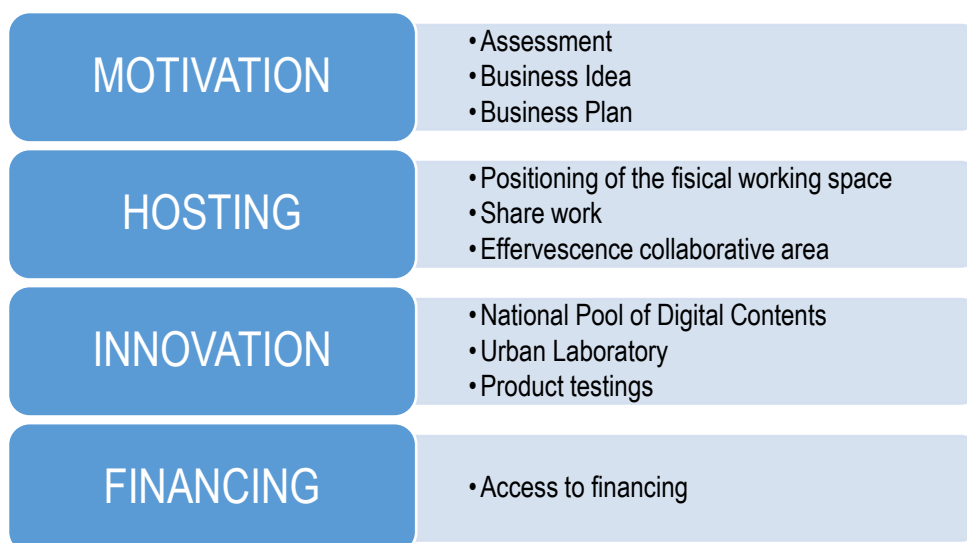 MOTIVATION
•Assessment
•Business Idea
•Business Plan
HOSTING
•Positioning of the fisical working space
•Share work
•Effervescence collaborative area
INNOVATION
•National Pool of Digital Contents
•Urban Laboratory
•Product testings
FINANCING
•Access to financing